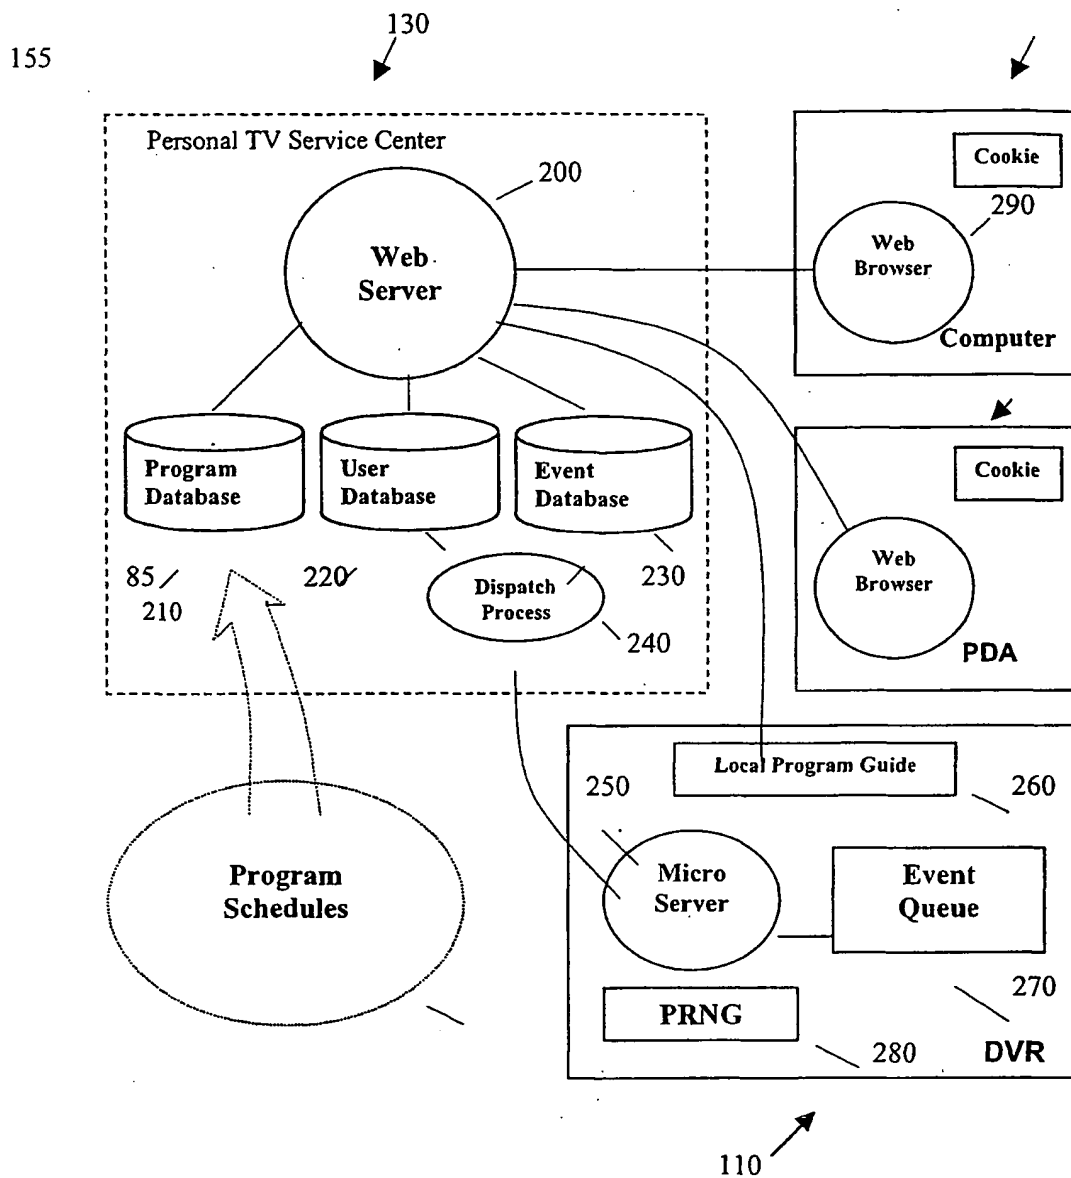 130
155
Personal TV Service Center
200
Web
Server
Cookie
290
Web
Browser
Computer
Program
Database
User
Database
Event
Database
Cookie
85
210
220
Dispatch
Process
230
240
Web
Browser
PDA
Local Program Guide
250
260
Program
Schedules
Micro
Server
Event
Queue
270
PRNG
280
DVR
110